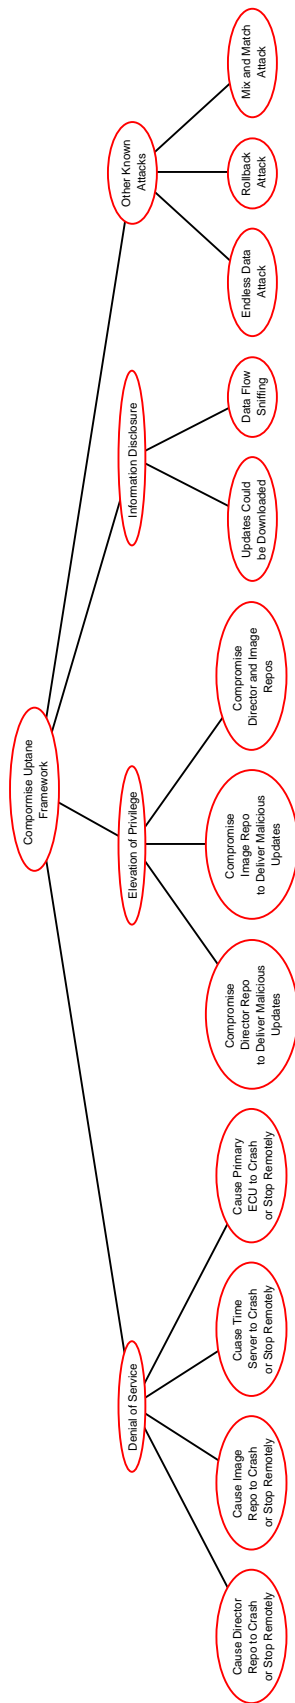 Compormise Uptane
Framework
Denial of Service
Elevation of Privilege
Information Disclosure
Other Known
Attacks
Cause Director
Repo to Crash
or Stop Remotely
Cause Image
Repo to Crash
or Stop Remotely
Cuase Time
Server to Crash
or Stop Remotely
Cause Primary
ECU to Crash
or Stop Remotely
Compromise
Director Repo
to Deliver Malicious
Updates
Compromise
Image Repo
to Deliver Malicious
Updates
Compromise
Director and Image
Repos
Updates Could
be Downloaded
Data Flow
Sniffing
Endless Data
Attack
Rollback
Attack
Mix and Match
Attack